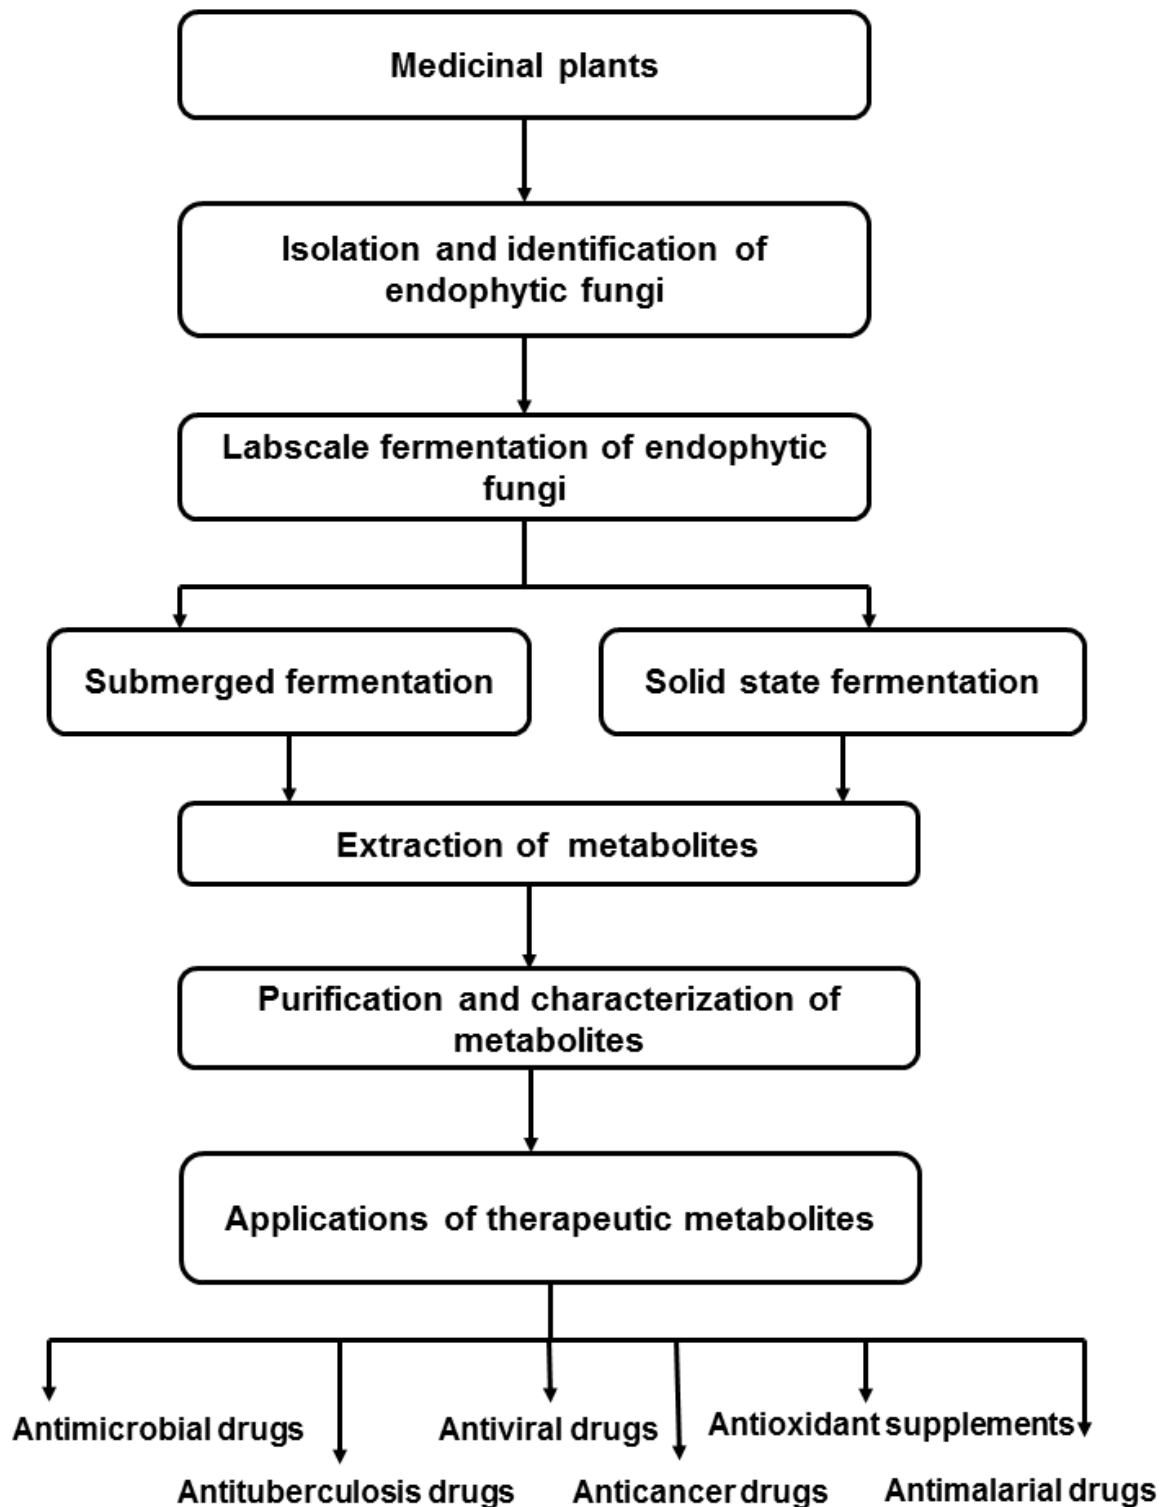 Medicinal plants
Isolation and identification of
endophytic fungi
Labscale fermentation of endophytic
fungi
Submerged fermentation
Solid state fermentation
Extraction of metabolites
Purification and characterization of
metabolites
Applications of therapeutic metabolites
Antimicrobial drugs
Antiviral drugs
Antioxidant supplements
Antituberculosis drugs
Anticancer drugs
Antimalarial drugs